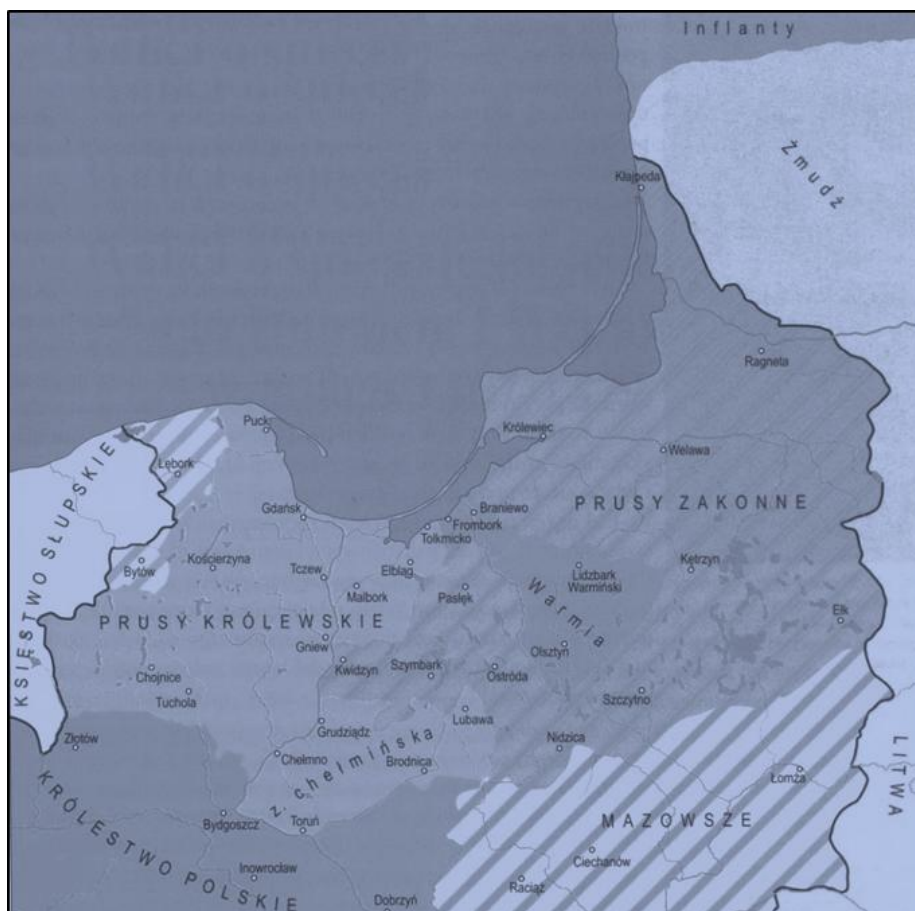 Inflanty
Żmudź
Kłajpeda
Ragneta
Puck
Królewiec
Welawa
Lębork
KSIĘSTWO SŁUPSKIE
Gdańsk
Braniewo
Frombork
Tolkmicko
PRUSY ZAKONNE
Kościerzyna
Bytów
Tczew
Elbląg
Malbork
Pasłęk
Warmia
Lidzbark
Warmiński
Kętrzyn
Ełk
PRUSY KRÓLEWSKIE
Gniew
Olsztyn
Kwidzyn
Szymbark
Ostróda
Chojnice
Tuchola
Szczytno
Lubawa
Grudziądz
Złotów
Chełmno
z. chełmińska
Brodnica
Nidzica
Łomża
LITWA
KRÓLESTWO POLSKIE
Bydgoszcz
Toruń
MAZOWSZE
Ciechanów
Inowrocław
Raciąż
Dobrzyń